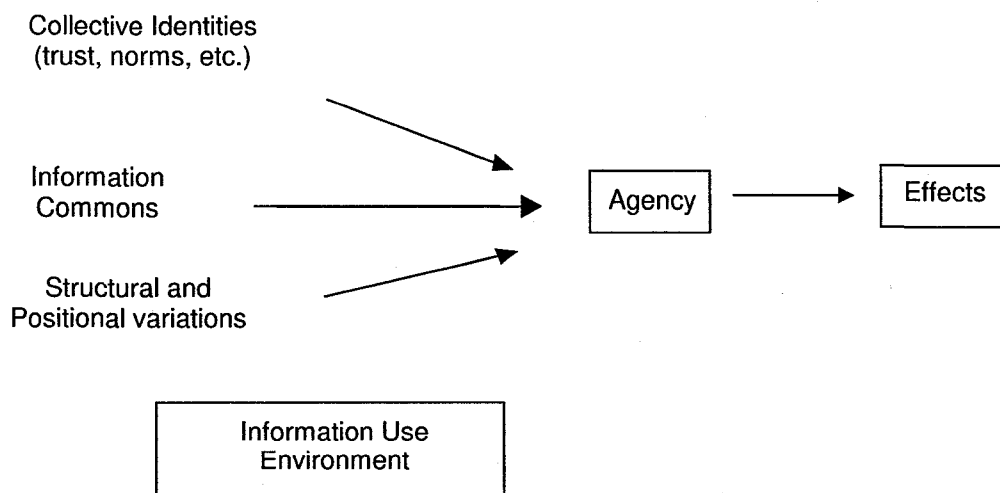 Collective Identities
(trust, norms, etc.)
Information
Commons
Agency
Effects
Structural and
Positional variations
Information Use
Environment